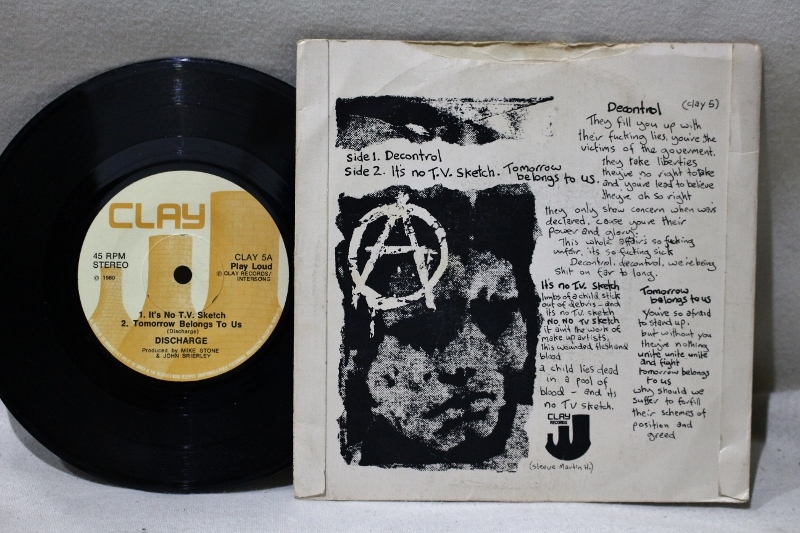 CLAY
45 RPM
STEREO
℗ 1980
CLAY 5A
Play Loud
℗ CLAY RECORDS/
INTERSONG
1. It's No T.V. Sketch
2. Tomorrow Belongs To Us
(Discharge)
DISCHARGE
Produced by MIKE STONE
& JOHN BRIERLEY
side 1. Decontrol
side 2. It's no T.V. sketch. Tomorrow
belongs to us.
A
Decontrol
(clay 5)
They fill you up with
their fucking lies, you're the
victims of the goverment.
they take liberties
theyve no right to take
and you're lead to believe
theyve oh so right
they only show concern when wars
declared, cause youre their
power and glory.
This whole affairs so fucking
unfair, its so fucking sick
Decontrol, decontrol, we're being
shit on far to long.
It's no T.V. Sketch
limbs of a child stick
out of debris - and
its no T.V. sketch
NO NO TV SKETCH
it aint the work of
make up artists,
this wounded flesh and
blood
a child lies dead
in a pool of
blood - and its
no T.V sketch.
Tomorrow
belongs to us
You're so afraid
to stand up,
but without you
they've nothing
unite unite unite
and fight
tomorrow belongs
to us
why should we
suffer to forfill
their schemes of
position and
greed
CLAY
RECORDS
(Sleeve Martin H.)